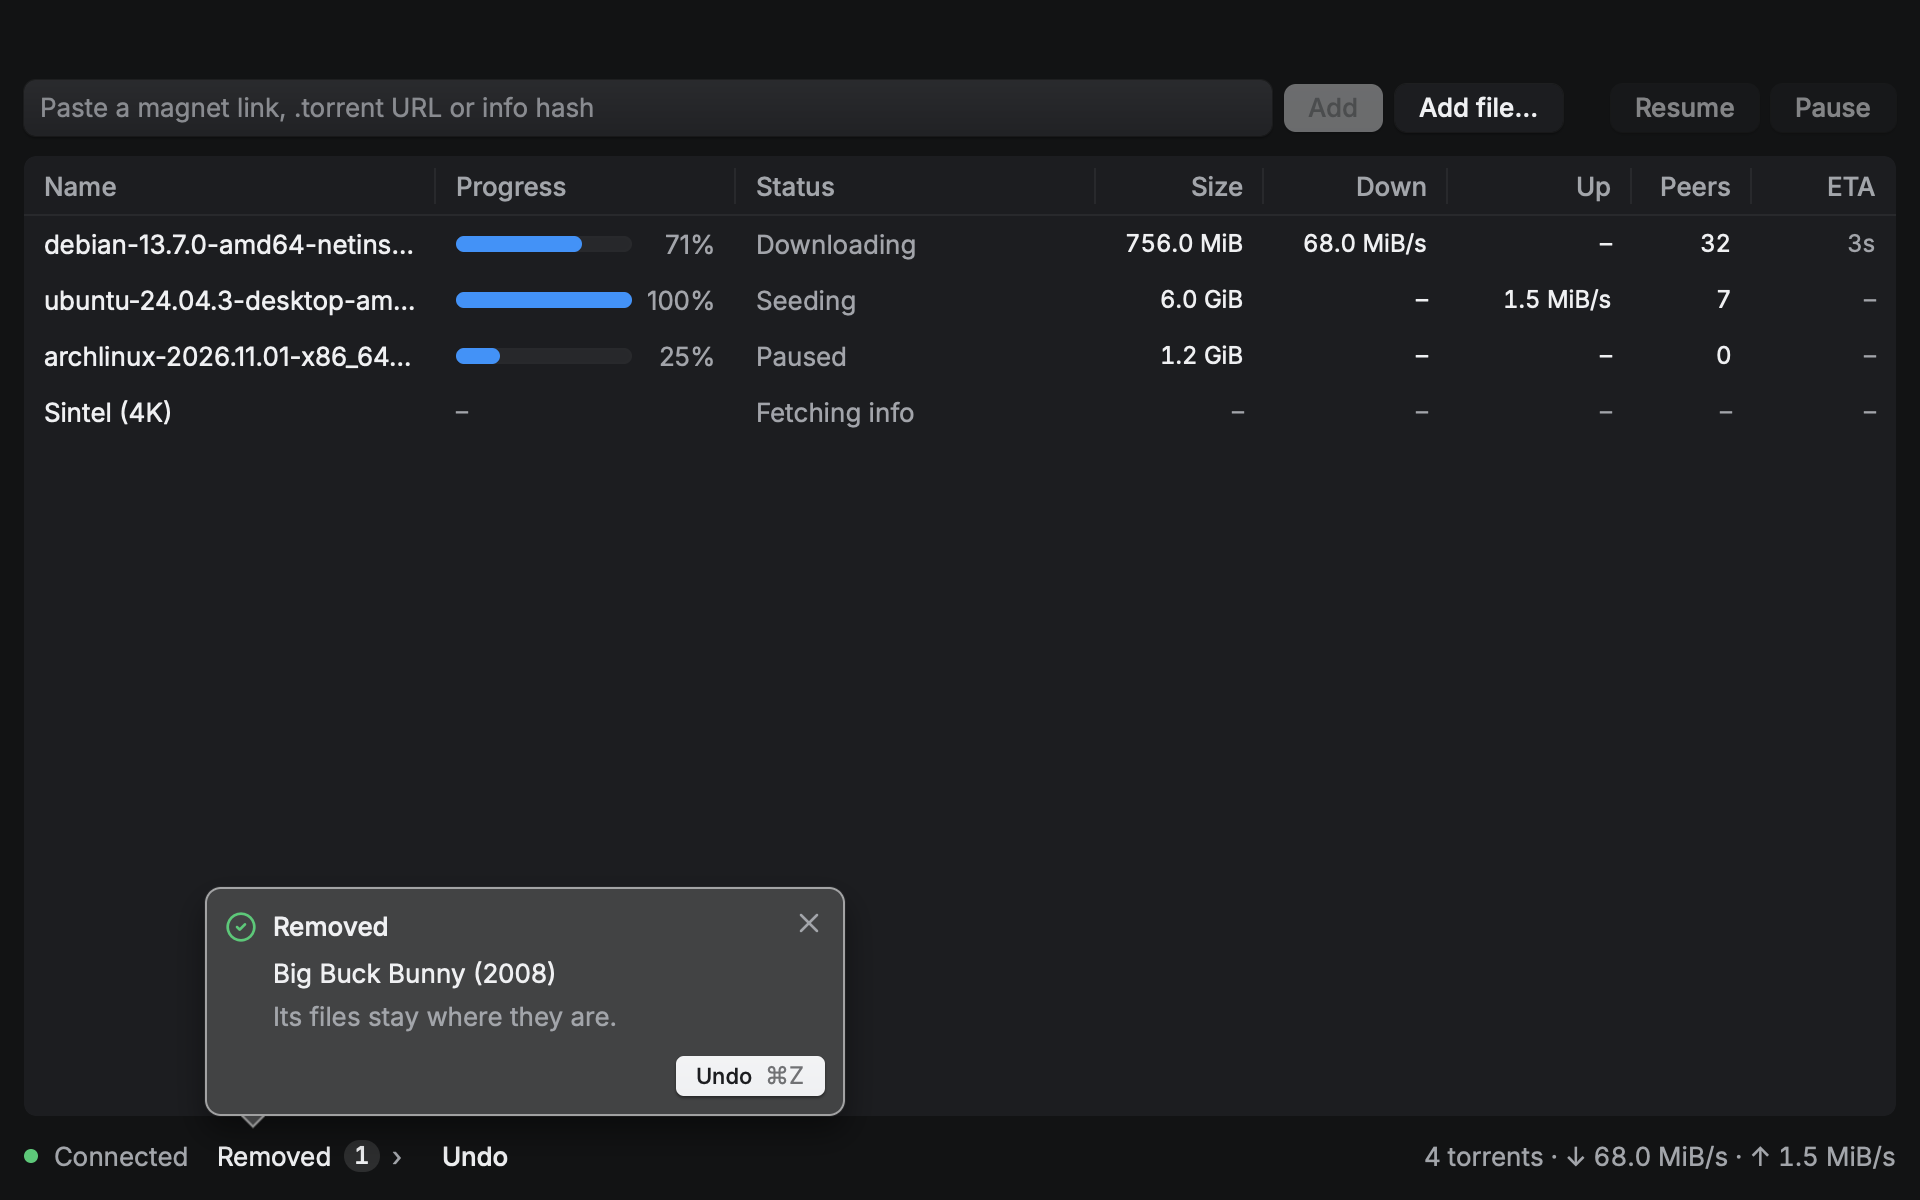 Paste a magnet link, .torrent URL or info hash Add Add file... Resume Pause
Name Progress Status Size Down Up Peers ETA
debian-13.7.0-amd64-netins... 71% Downloading 756.0 MiB 68.0 MiB/s – 32 3s
ubuntu-24.04.3-desktop-am... 100% Seeding 6.0 GiB – 1.5 MiB/s 7 –
archlinux-2026.11.01-x86_64... 25% Paused 1.2 GiB – – 0 –
Sintel (4K) – Fetching info – – – – –
Removed
Big Buck Bunny (2008)
Its files stay where they are.
Undo ⌘Z
Connected Removed 1 › Undo 4 torrents · ↓ 68.0 MiB/s · ↑ 1.5 MiB/s